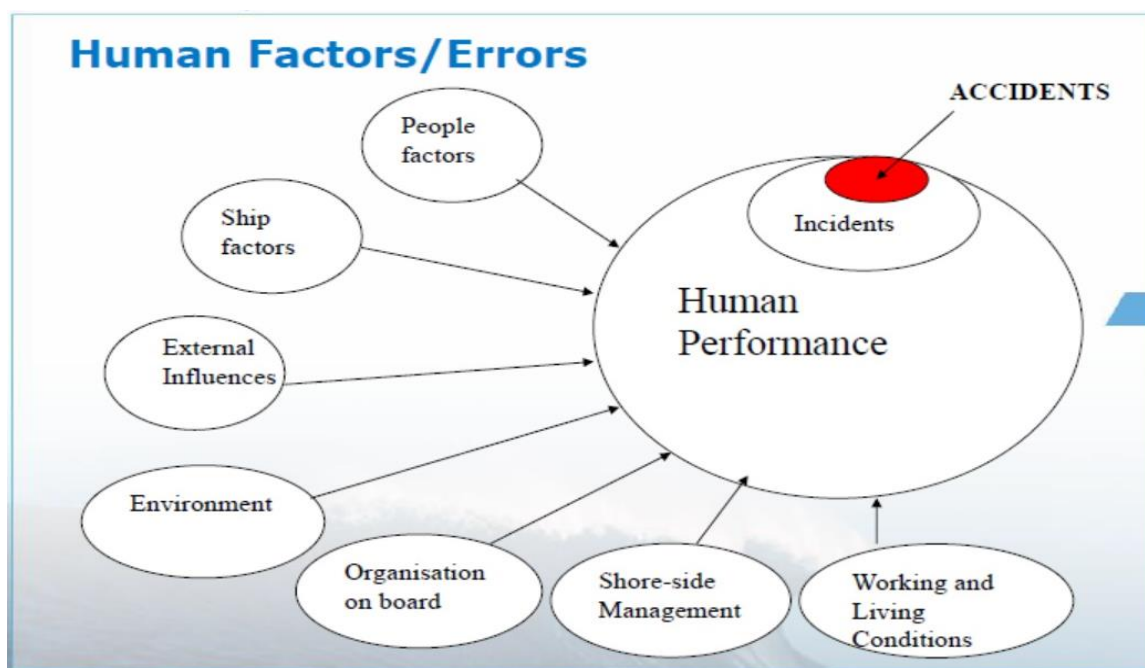 Human Factors/Errors
ACCIDENTS
People
factors
Ship
factors
Incidents
Human
Performance
External
Influences
Environment
Organisation
on board
Shore-side
Management
Working and
Living
Conditions